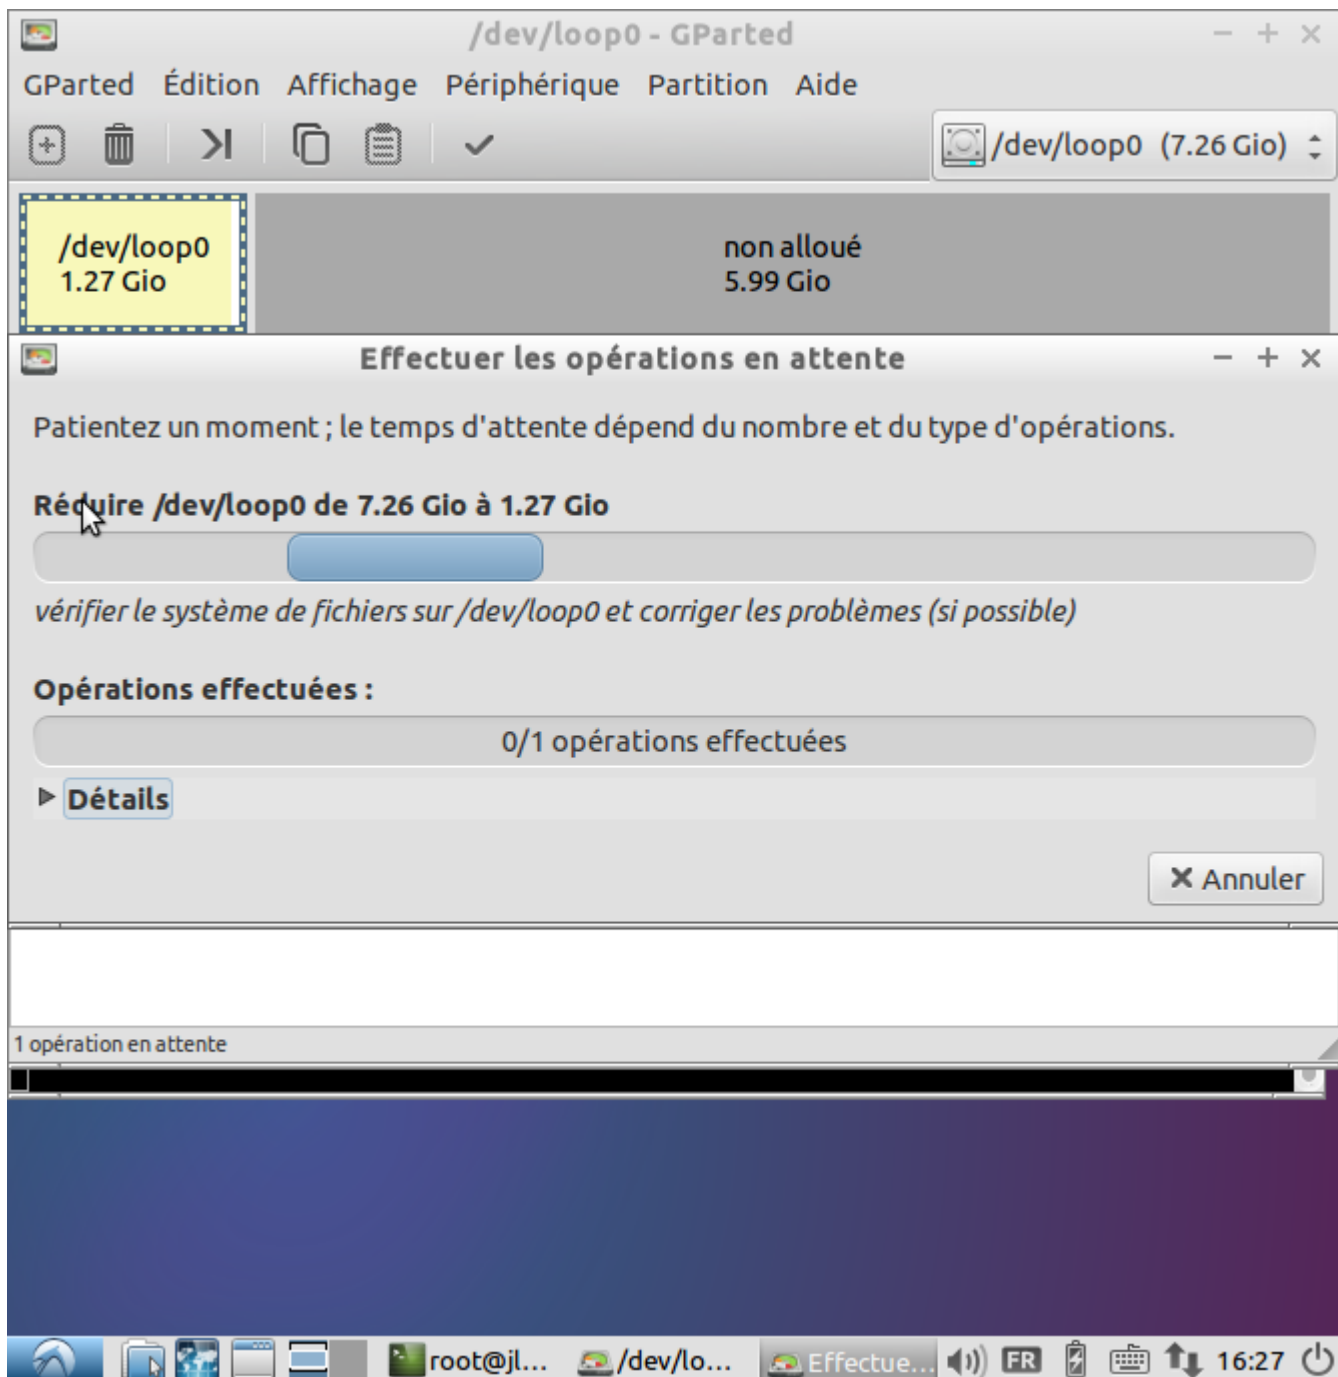 /dev/loop0 - GParted
GParted Édition Affichage Périphérique Partition Aide
/dev/loop0 (7.26 Gio)
/dev/loop0
1.27 Gio
non alloué
5.99 Gio
Effectuer les opérations en attente
Patientez un moment ; le temps d'attente dépend du nombre et du type d'opérations.
Réduire /dev/loop0 de 7.26 Gio à 1.27 Gio
vérifier le système de fichiers sur /dev/loop0 et corriger les problèmes (si possible)
Opérations effectuées :
0/1 opérations effectuées
Détails
Annuler
1 opération en attente
root@jl... /dev/lo... Effectue... FR 16:27